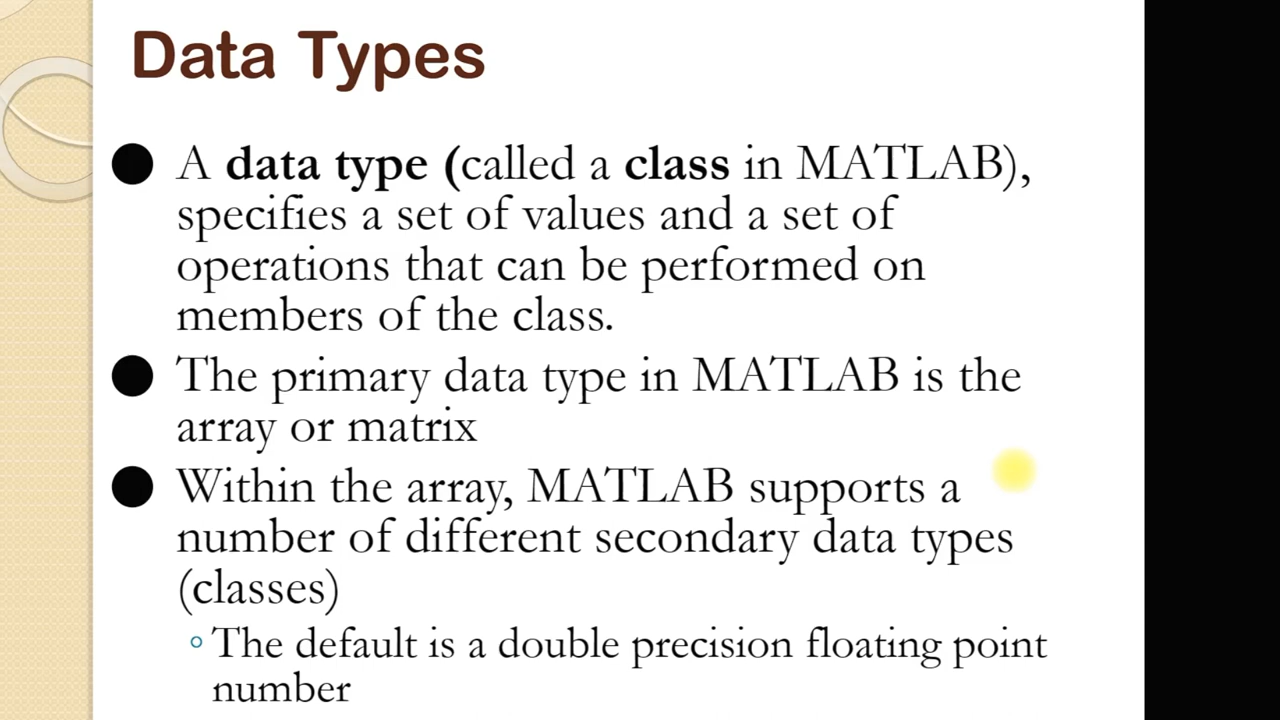 Data Types
A data type (called a class in MATLAB),
specifies a set of values and a set of
operations that can be performed on
members of the class.
The primary data type in MATLAB is the
array or matrix
Within the array, MATLAB supports a
number of different secondary data types
(classes)
The default is a double precision floating point
number